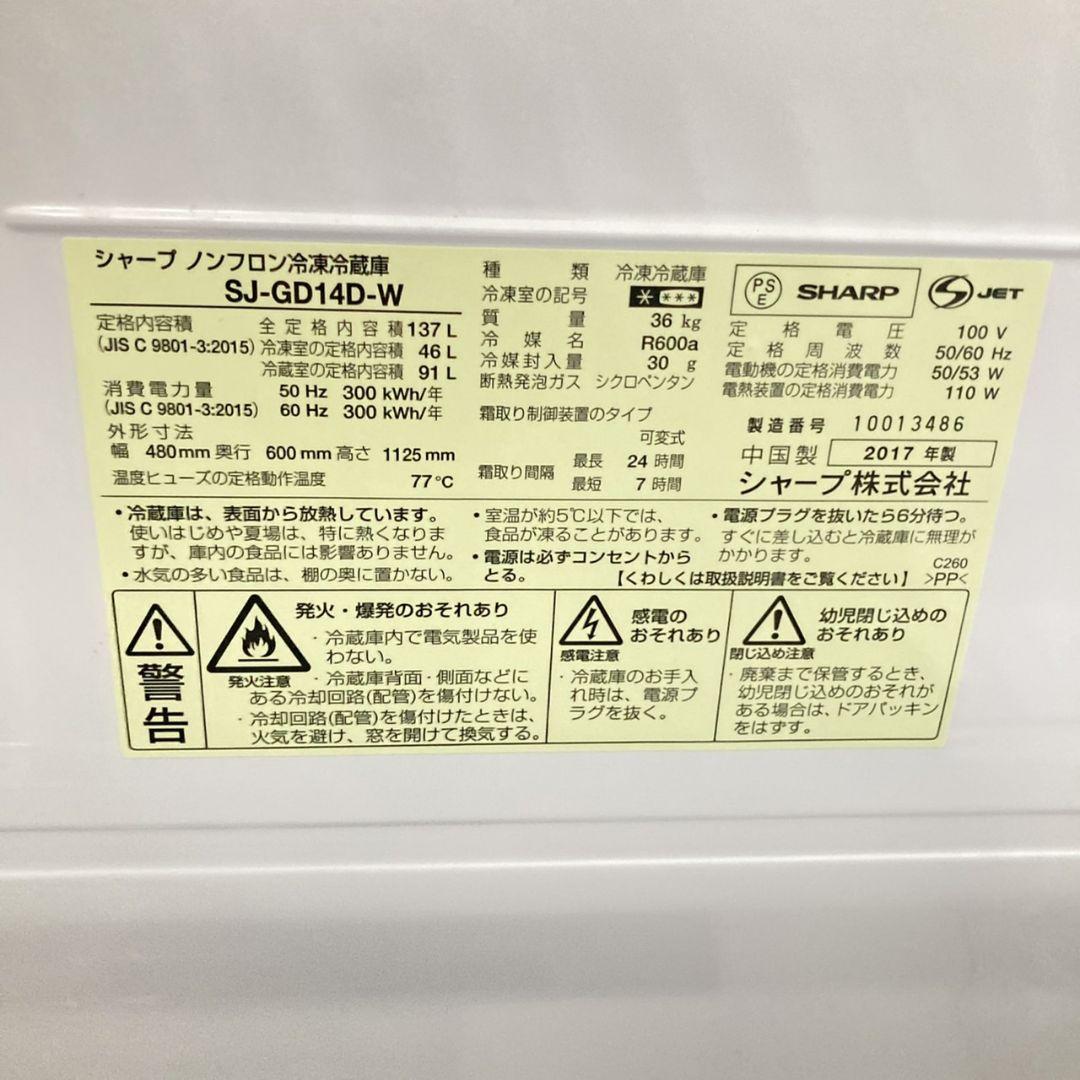 シャープ ノンフロン冷凍冷蔵庫
SJ-GD14D-W
定格内容積 全定格内容積 137 L
(JIS C 9801-3:2015) 冷凍室の定格内容積 46 L
冷蔵室の定格内容積 91 L
消費電力量 50 Hz 300 kWh/年
(JIS C 9801-3:2015) 60 Hz 300 kWh/年
外形寸法
幅 480mm 奥行 600mm 高さ 1125mm
温度ヒューズの定格動作温度 77℃
種類 冷凍冷蔵庫
冷凍室の記号 * ***
質量 36 kg
冷媒名 R600a
冷媒封入量 30 g
断熱発泡ガス シクロペンタン
霜取り制御装置のタイプ
可変式
霜取り間隔 最長 24 時間
最短 7 時間
PSE SHARP S JET
定格電圧 100 V
定格周波数 50/60 Hz
電動機の定格消費電力 50/53 W
電熱装置の定格消費電力 110 W
製造番号 10013486
中国製 2017 年製
シャープ株式会社
・冷蔵庫は、表面から放熱しています。
使いはじめや夏場は、特に熱くなりま
すが、庫内の食品には影響ありません。
・水気の多い食品は、棚の奥に置かない。
・室温が約5℃以下では、
食品が凍ることがあります。
・電源は必ずコンセントから
とる。
・電源プラグを抜いたら6分待つ。
すぐに差し込むと冷蔵庫に無理が
かかります。
C260
【くわしくは取扱説明書をご覧ください】 >PP<
警告
発火・爆発のおそれあり
発火注意
・冷蔵庫内で電気製品を使
わない。
・冷蔵庫背面・側面などに
ある冷却回路(配管)を傷付けない。
・冷却回路(配管)を傷付けたときは、
火気を避け、窓を開けて換気する。
感電の
おそれあり
感電注意
・冷蔵庫のお手入
れ時は、電源プ
ラグを抜く。
幼児閉じ込めの
おそれあり
閉じ込め注意
・廃棄まで保管するとき、
幼児閉じ込めのおそれが
ある場合は、ドアパッキン
をはずす。